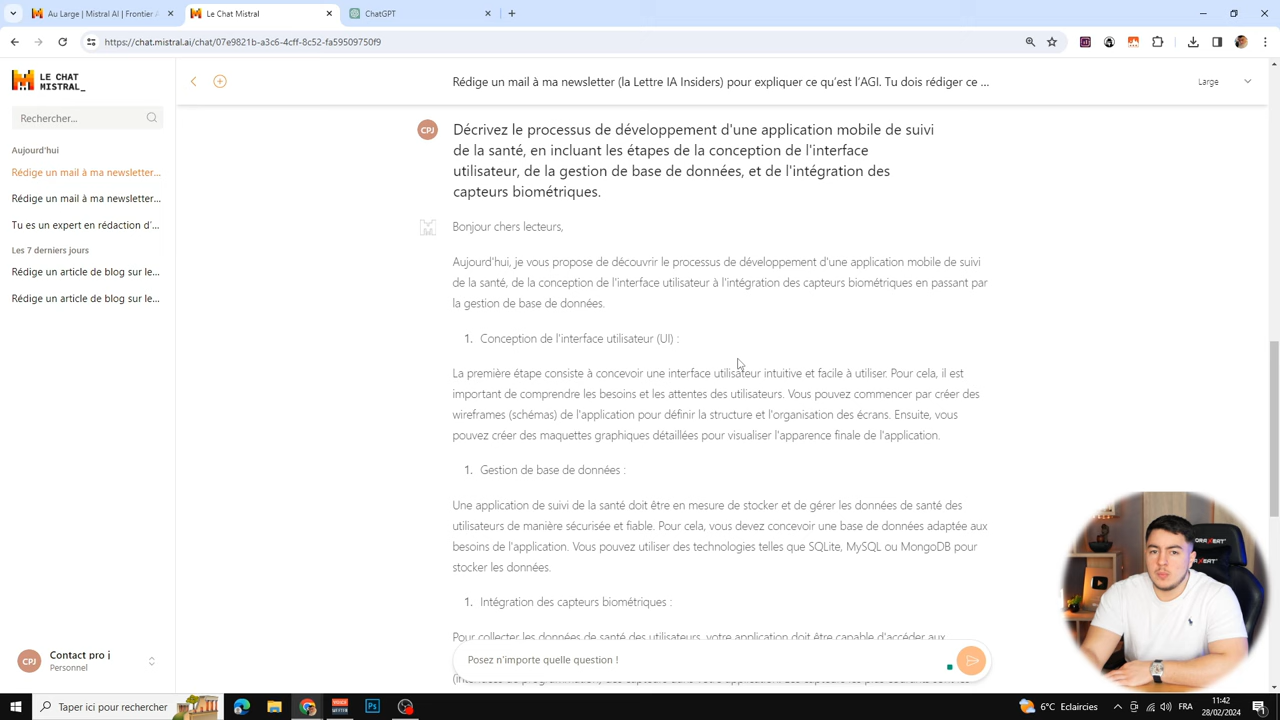 Au Large | Mistral AI | Frontier A
Le Chat Mistral
ChatGPT
https://chat.mistral.ai/chat/07e9821b-a3c6-4cff-8c52-fa59509750f9
LE CHAT
MISTRAL_
Rédige un mail à ma newsletter (la Lettre IA Insiders) pour expliquer ce qu'est l'AGI. Tu dois rédiger ce ...
Large
Rechercher...
Aujourd'hui
Rédige un mail à ma newsletter...
Rédige un mail à ma newsletter...
Tu es un expert en rédaction d'...
Les 7 derniers jours
Rédige un article de blog sur le...
Rédige un article de blog sur le...
CPJ
Décrivez le processus de développement d'une application mobile de suivi
de la santé, en incluant les étapes de la conception de l'interface
utilisateur, de la gestion de base de données, et de l'intégration des
capteurs biométriques.
Bonjour chers lecteurs,
Aujourd'hui, je vous propose de découvrir le processus de développement d'une application mobile de suivi
de la santé, de la conception de l'interface utilisateur à l'intégration des capteurs biométriques en passant par
la gestion de base de données.
1. Conception de l'interface utilisateur (UI) :
La première étape consiste à concevoir une interface utilisateur intuitive et facile à utiliser. Pour cela, il est
important de comprendre les besoins et les attentes des utilisateurs. Vous pouvez commencer par créer des
wireframes (schémas) de l'application pour définir la structure et l'organisation des écrans. Ensuite, vous
pouvez créer des maquettes graphiques détaillées pour visualiser l'apparence finale de l'application.
1. Gestion de base de données :
Une application de suivi de la santé doit être en mesure de stocker et de gérer les données de santé des
utilisateurs de manière sécurisée et fiable. Pour cela, vous devez concevoir une base de données adaptée aux
besoins de l'application. Vous pouvez utiliser des technologies telles que SQLite, MySQL ou MongoDB pour
stocker les données.
1. Intégration des capteurs biométriques :
Pour collecter les données de santé des utilisateurs, votre application doit être capable d'accéder aux
Posez n'importe quelle question !
CPJ
Contact pro j
Personnel
Taper ici pour rechercher
6°C Eclaircies
FRA
11:42
28/02/2024